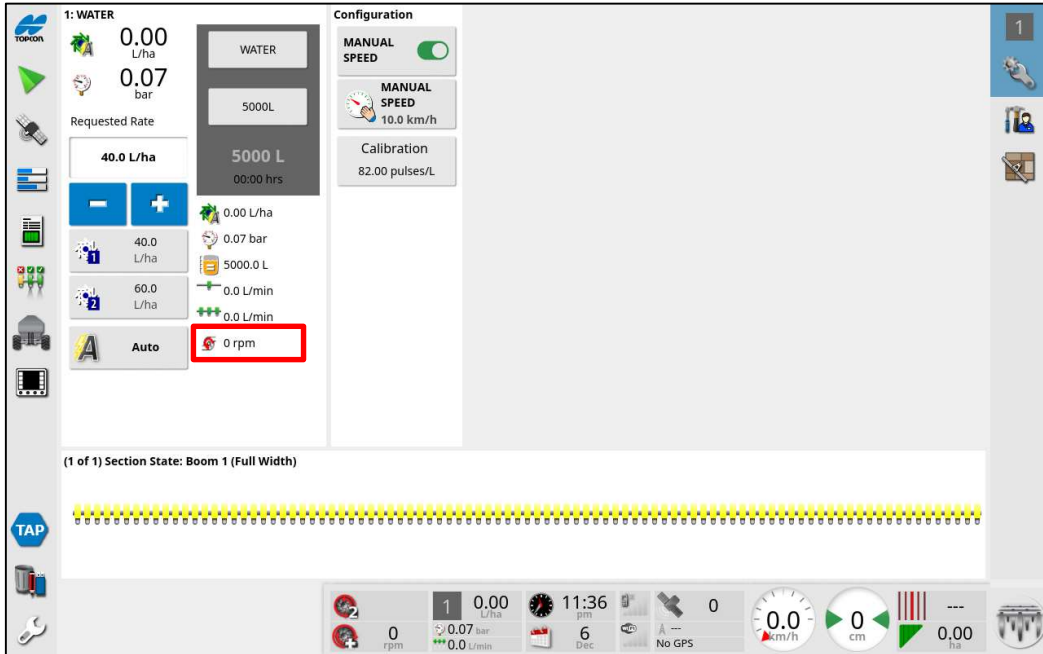 TOPCON
1: WATER
0.00
L/ha
0.07
bar
Requested Rate
40.0 L/ha
1
40.0
L/ha
2
60.0
L/ha
A
Auto
WATER
5000L
5000 L
00:00 hrs
0.00 L/ha
0.07 bar
5000.0 L
0.0 L/min
0.0 L/min
0 rpm
Configuration
MANUAL
SPEED
MANUAL
SPEED
10.0 km/h
Calibration
82.00 pulses/L
1
(1 of 1) Section State: Boom 1 (Full Width)
TAP
2
0
rpm
1
0.00
L/ha
0.07 bar
0.0 L/min
11:36
pm
6
Dec
0
A ---
No GPS
0.0
km/h
0
cm
---
0.00
ha